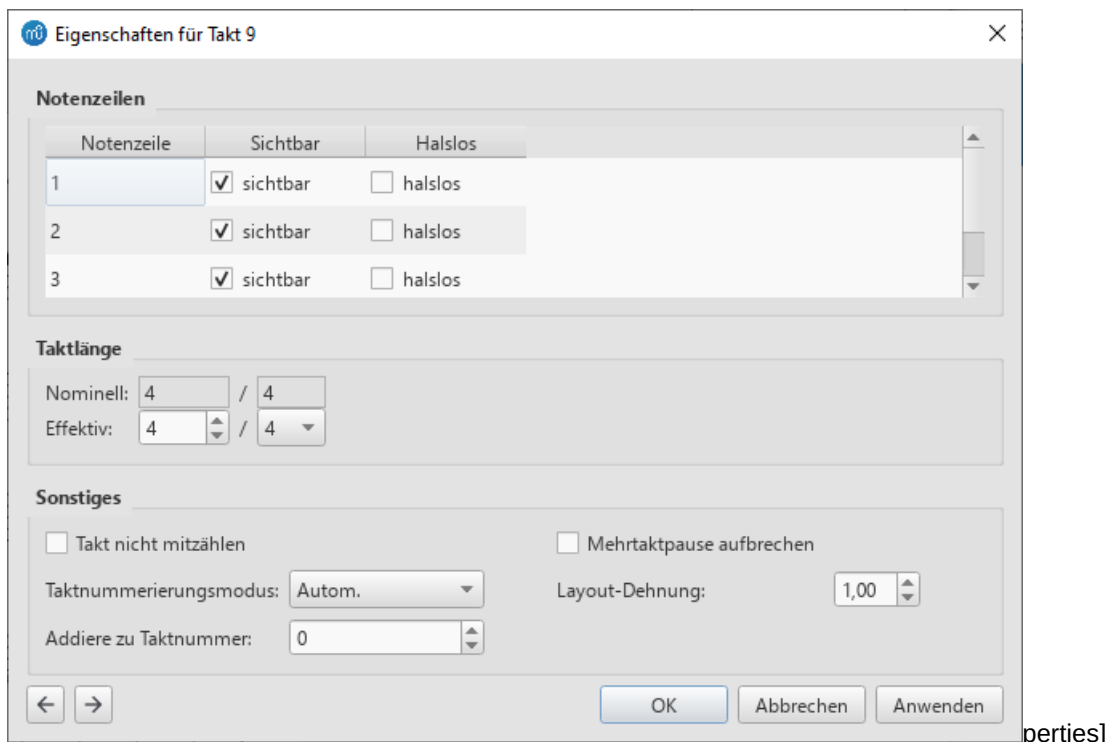 Eigenschaften für Takt 9
Notenzeilen
Notenzeile Sichtbar Halslos
1 sichtbar halslos
2 sichtbar halslos
3 sichtbar halslos
Taktlänge
Nominell: 4 / 4
Effektiv: 4 / 4
Sonstiges
Takt nicht mitzählen Mehrtaktpause aufbrechen
Taktnummerierungsmodus: Autom. Layout-Dehnung: 1,00
Addiere zu Taktnummer: 0
OK Abbrechen Anwenden
perties]